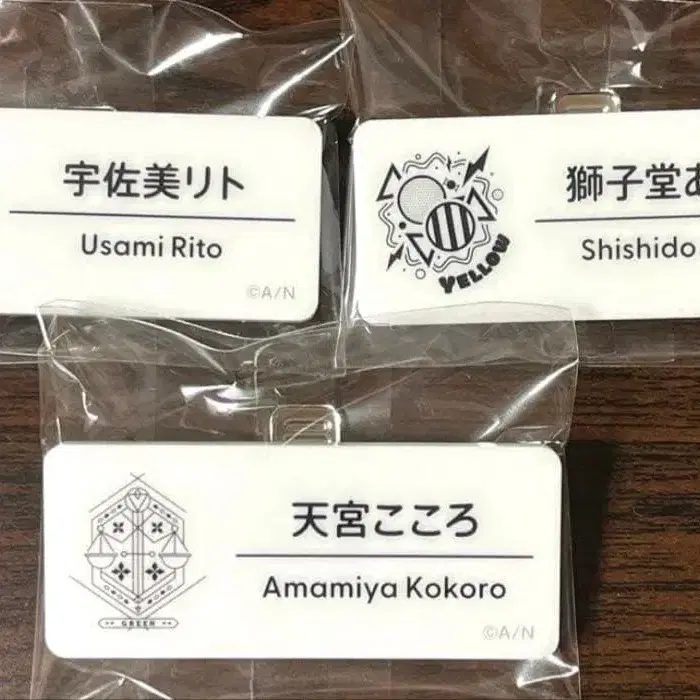 宇佐美リト
Usami Rito
©A/N
YELLOW
獅子堂あ
Shishido
天宮こころ
Amamiya Kokoro
GREEN
©A/N